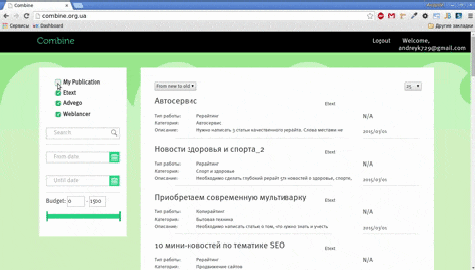 Combine
combine.org.ua
Сервисы
Dashboard
Другие закладки
Combine
Logout
Welcome,
andreyk729@gmail.com
My Publication
Etext
Advego
Weblancer
Search
From date
Until date
Budget: 0 - 1500
From new to old
25
Автосервис
Etext
Тип работы: Рерайтинг
N/A
Категория: Автосервис
Описание: Нужно написать 3 статьи качественного рерайта. Слова местами не
2015/03/01
Новости здоровья и спорта_2
Etext
Тип работы: Рерайтинг
N/A
Категория: Здоровье
Описание: Необходимо сделать глубокий рерайт 5ти новостей о здоровье, спорте,
2015/03/01
Приобретаем современную мультиварку
Etext
Тип работы: Копирайтинг
N/A
Категория: Бытовая техника
Описание: Необходимо написать статью о том, что нужно знать и учесть
2015/03/01
10 мини-новостей по тематике SEO
Etext
Тип работы: Рерайтинг
N/A
Категория: Продвижение сайтов